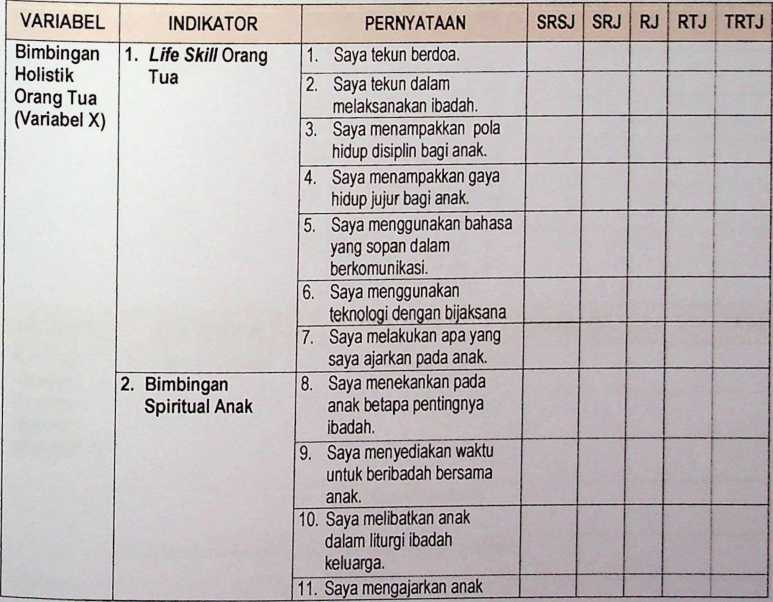 VARIABEL INDIKATOR PERNYATAAN SRSJ SRJ RJ RTJ TRTJ
Bimbingan
Holistik
Orang Tua
(Variabel X)
1. Life Skill Orang
Tua
1. Saya tekun berdoa.
2. Saya tekun dalam
melaksanakan ibadah.
3. Saya menampakkan pola
hidup disiplin bagi anak.
4. Saya menampakkan gaya
hidup jujur bagi anak.
5. Saya menggunakan bahasa
yang sopan dalam
berkomunikasi.
6. Saya menggunakan
teknologi dengan bijaksana
7. Saya melakukan apa yang
saya ajarkan pada anak.
2. Bimbingan
Spiritual Anak
8. Saya menekankan pada
anak betapa pentingnya
ibadah.
9. Saya menyediakan waktu
untuk beribadah bersama
anak.
10. Saya melibatkan anak
dalam liturgi ibadah
keluarga.
11. Saya mengajarkan anak